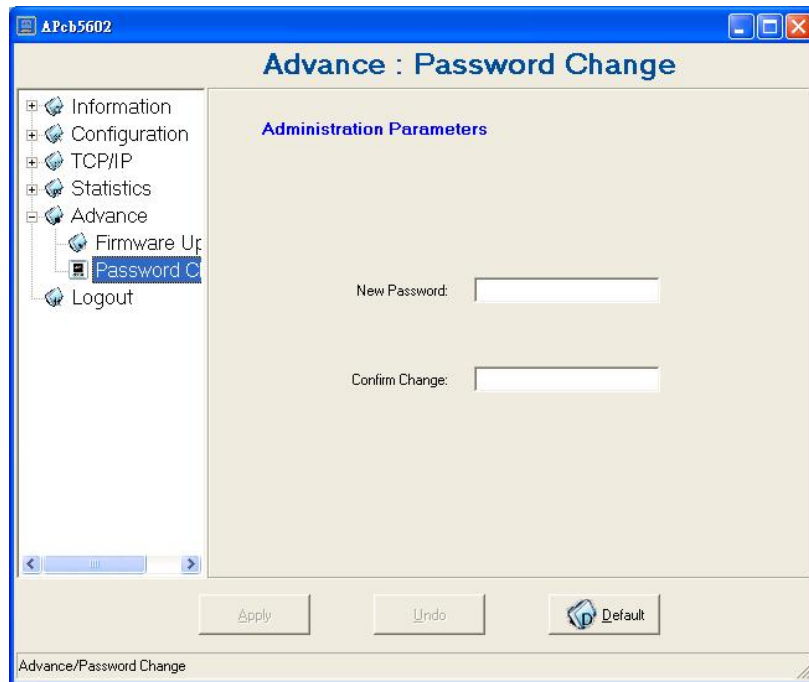 APcb5602
Advance : Password Change
Information
Configuration
TCP/IP
Statistics
Advance
Firmware Up
Password C
Logout
Administration Parameters
New Password:
Confirm Change:
Apply
Undo
Default
Advance/Password Change